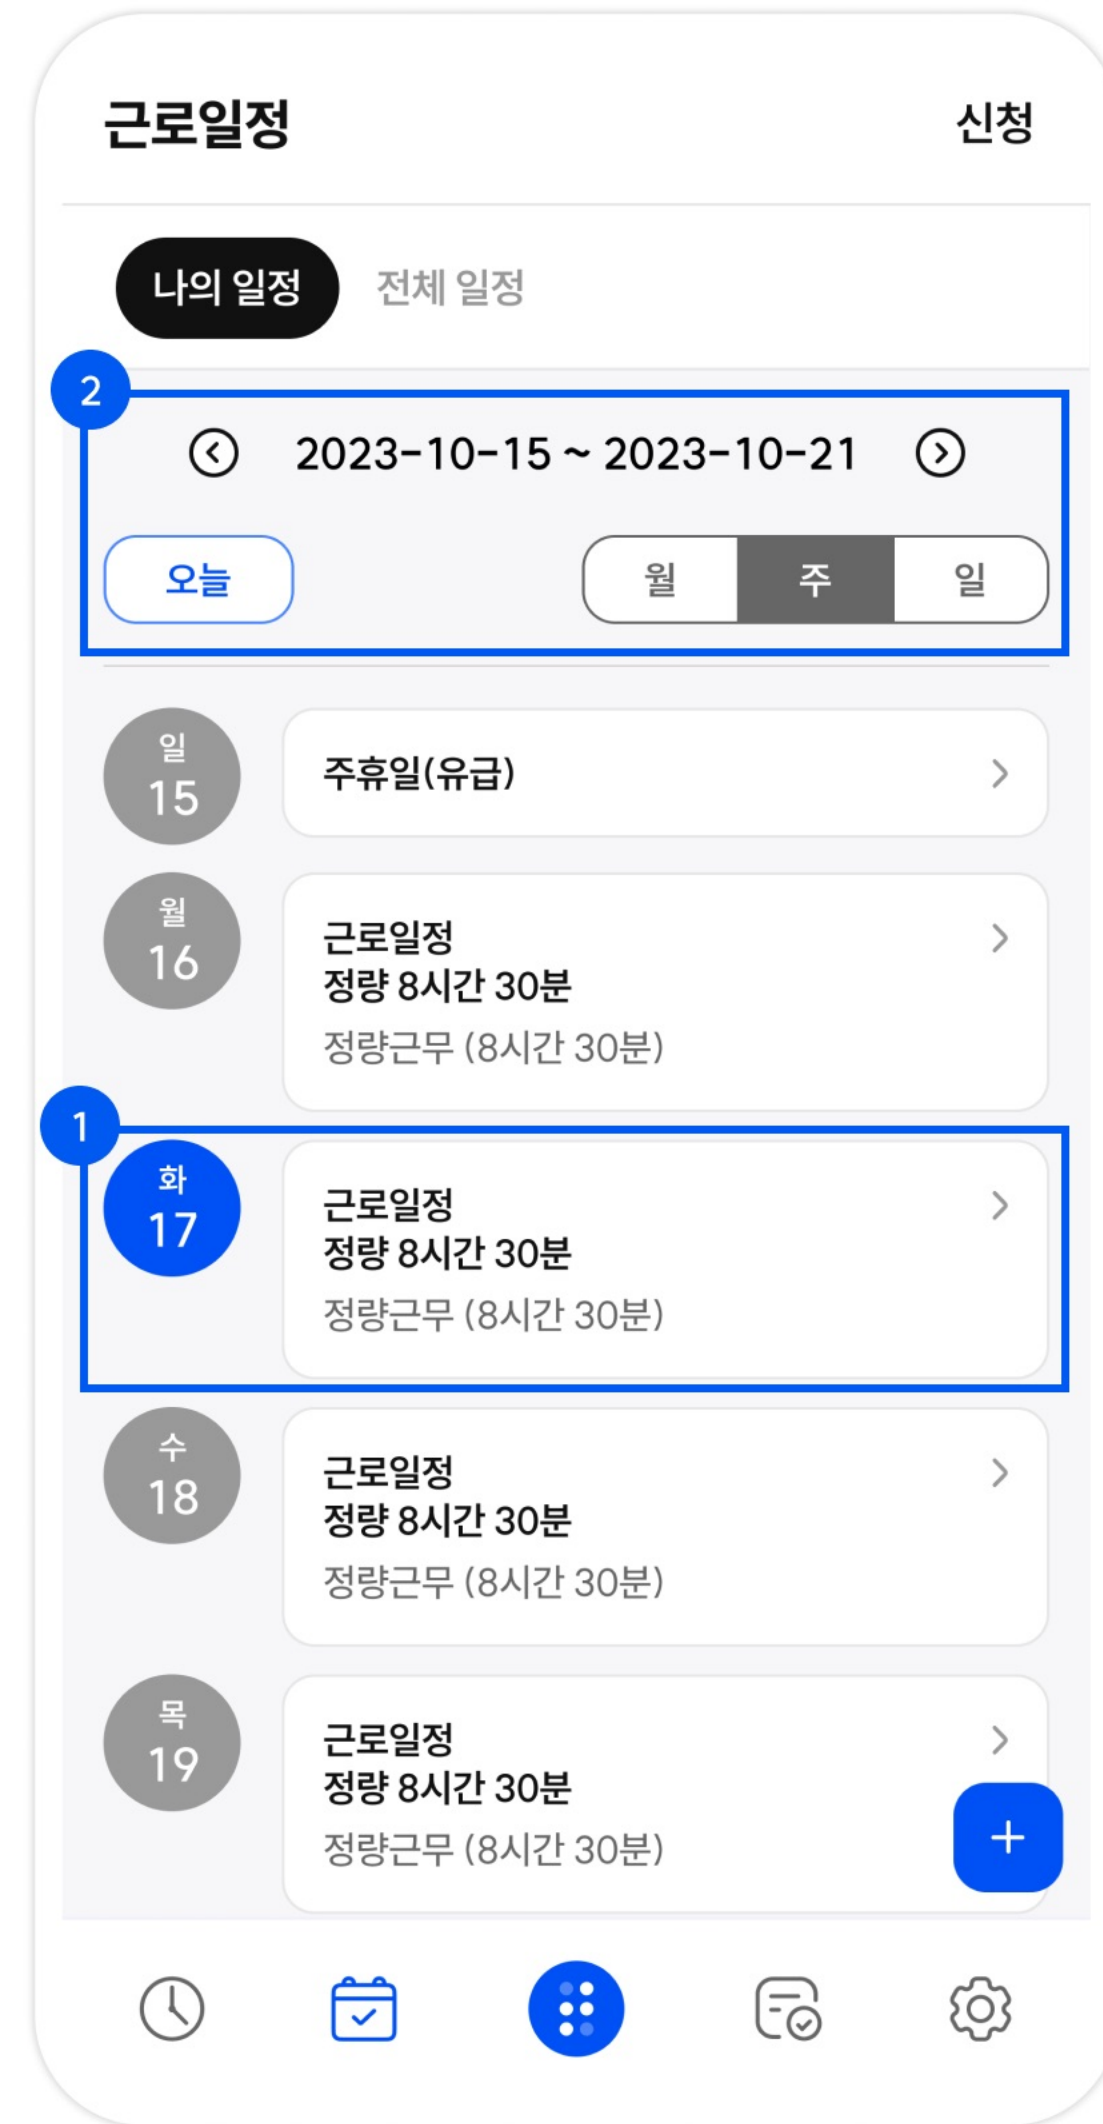 근로일정 신청
나의 일정 전체 일정
2
2023-10-15 ~ 2023-10-21
오늘 월 주 일
일
15
주휴일(유급)
월
16
근로일정
정량 8시간 30분
정량근무 (8시간 30분)
1
화
17
근로일정
정량 8시간 30분
정량근무 (8시간 30분)
수
18
근로일정
정량 8시간 30분
정량근무 (8시간 30분)
목
19
근로일정
정량 8시간 30분
정량근무 (8시간 30분)